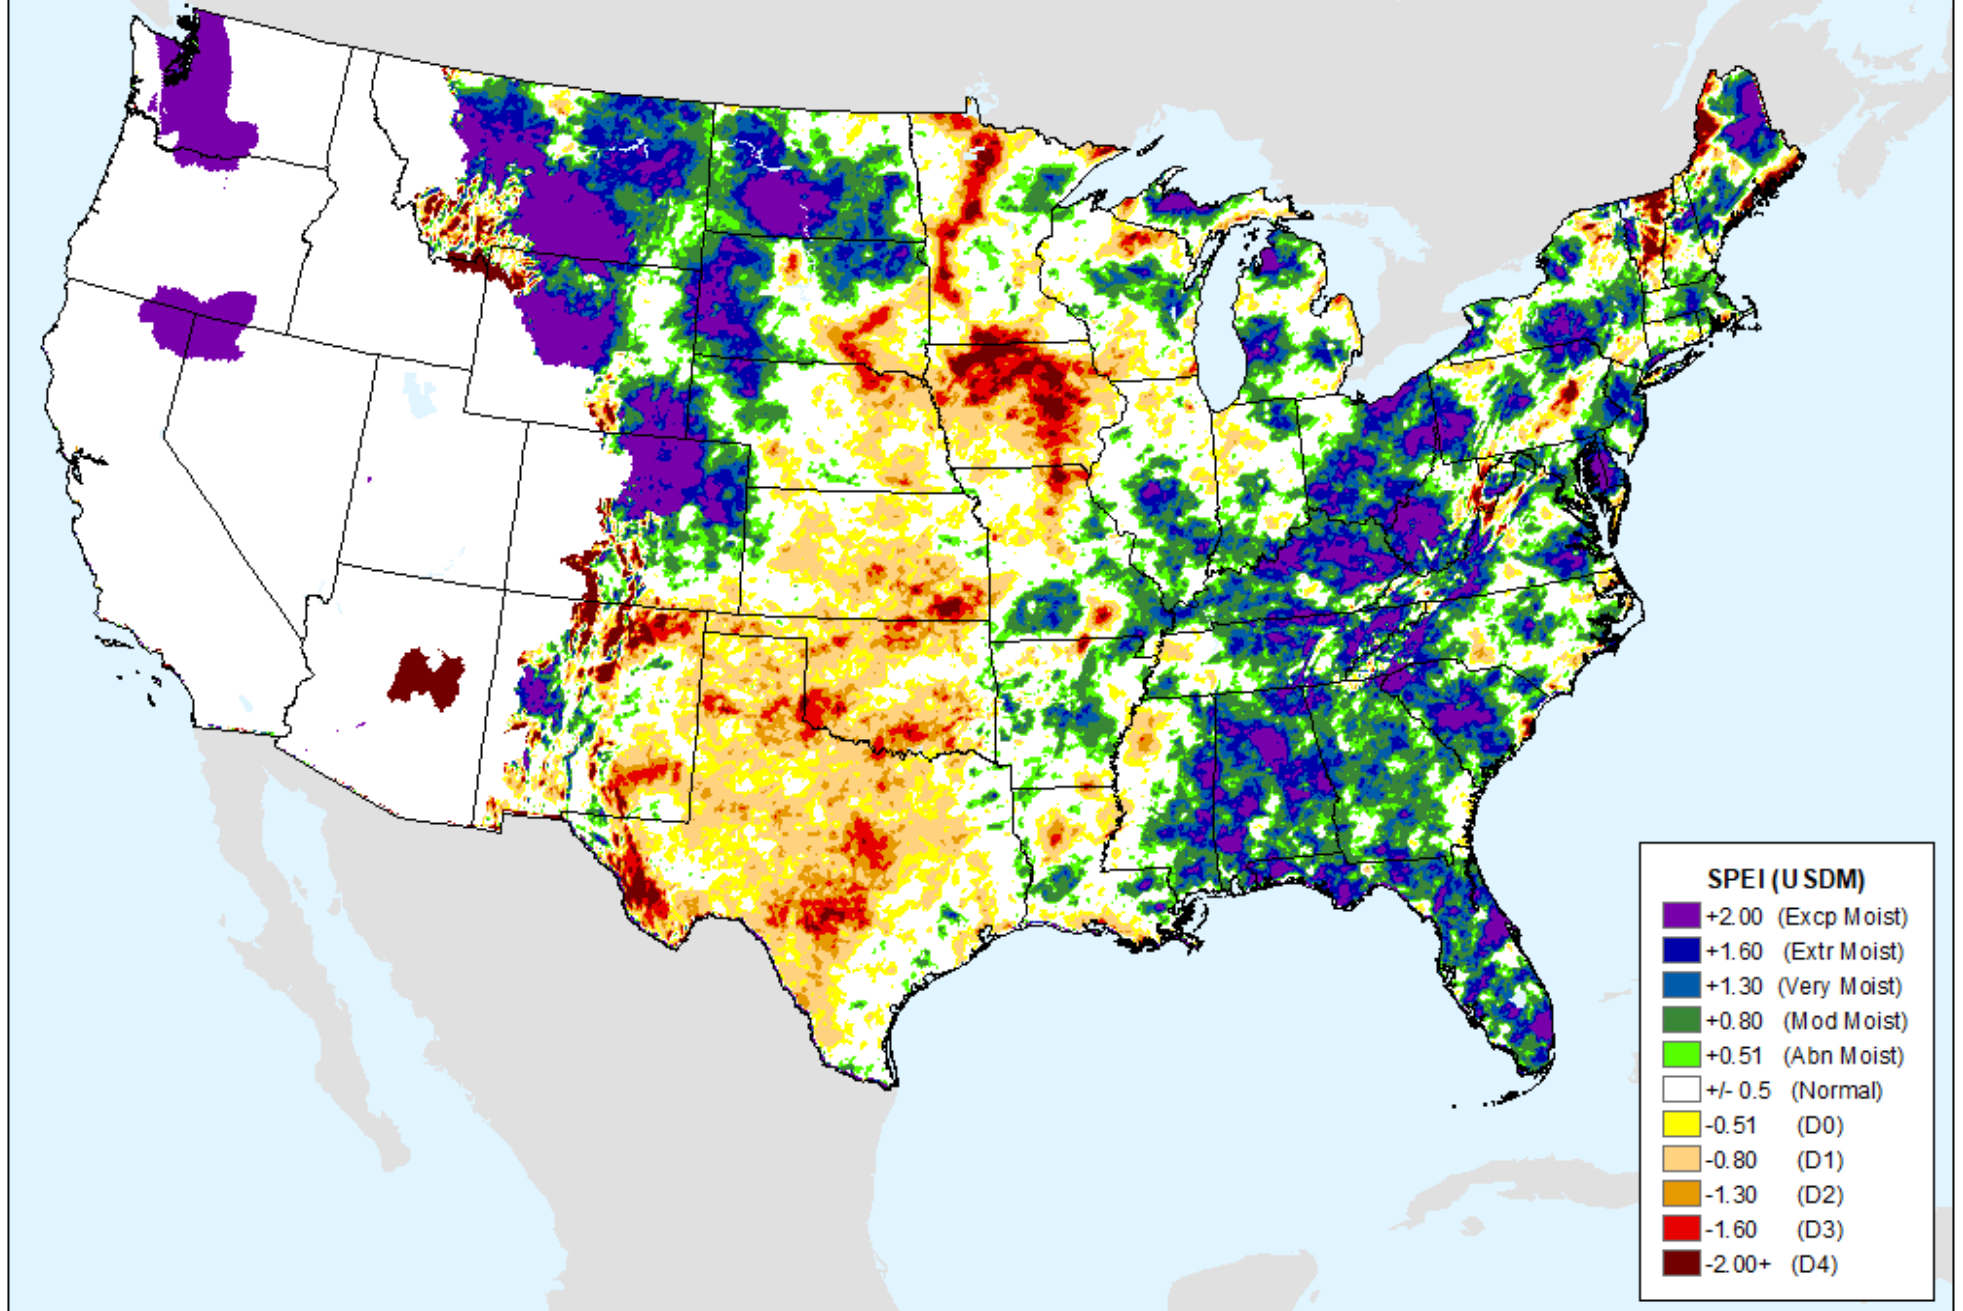 SPEI (USDM)
+2.00 (Excp Moist)
+1.60 (Extr Moist)
+1.30 (Very Moist)
+0.80 (Mod Moist)
+0.51 (Abn Moist)
+/- 0.5 (Normal)
-0.51 (D0)
-0.80 (D1)
-1.30 (D2)
-1.60 (D3)
-2.00+ (D4)